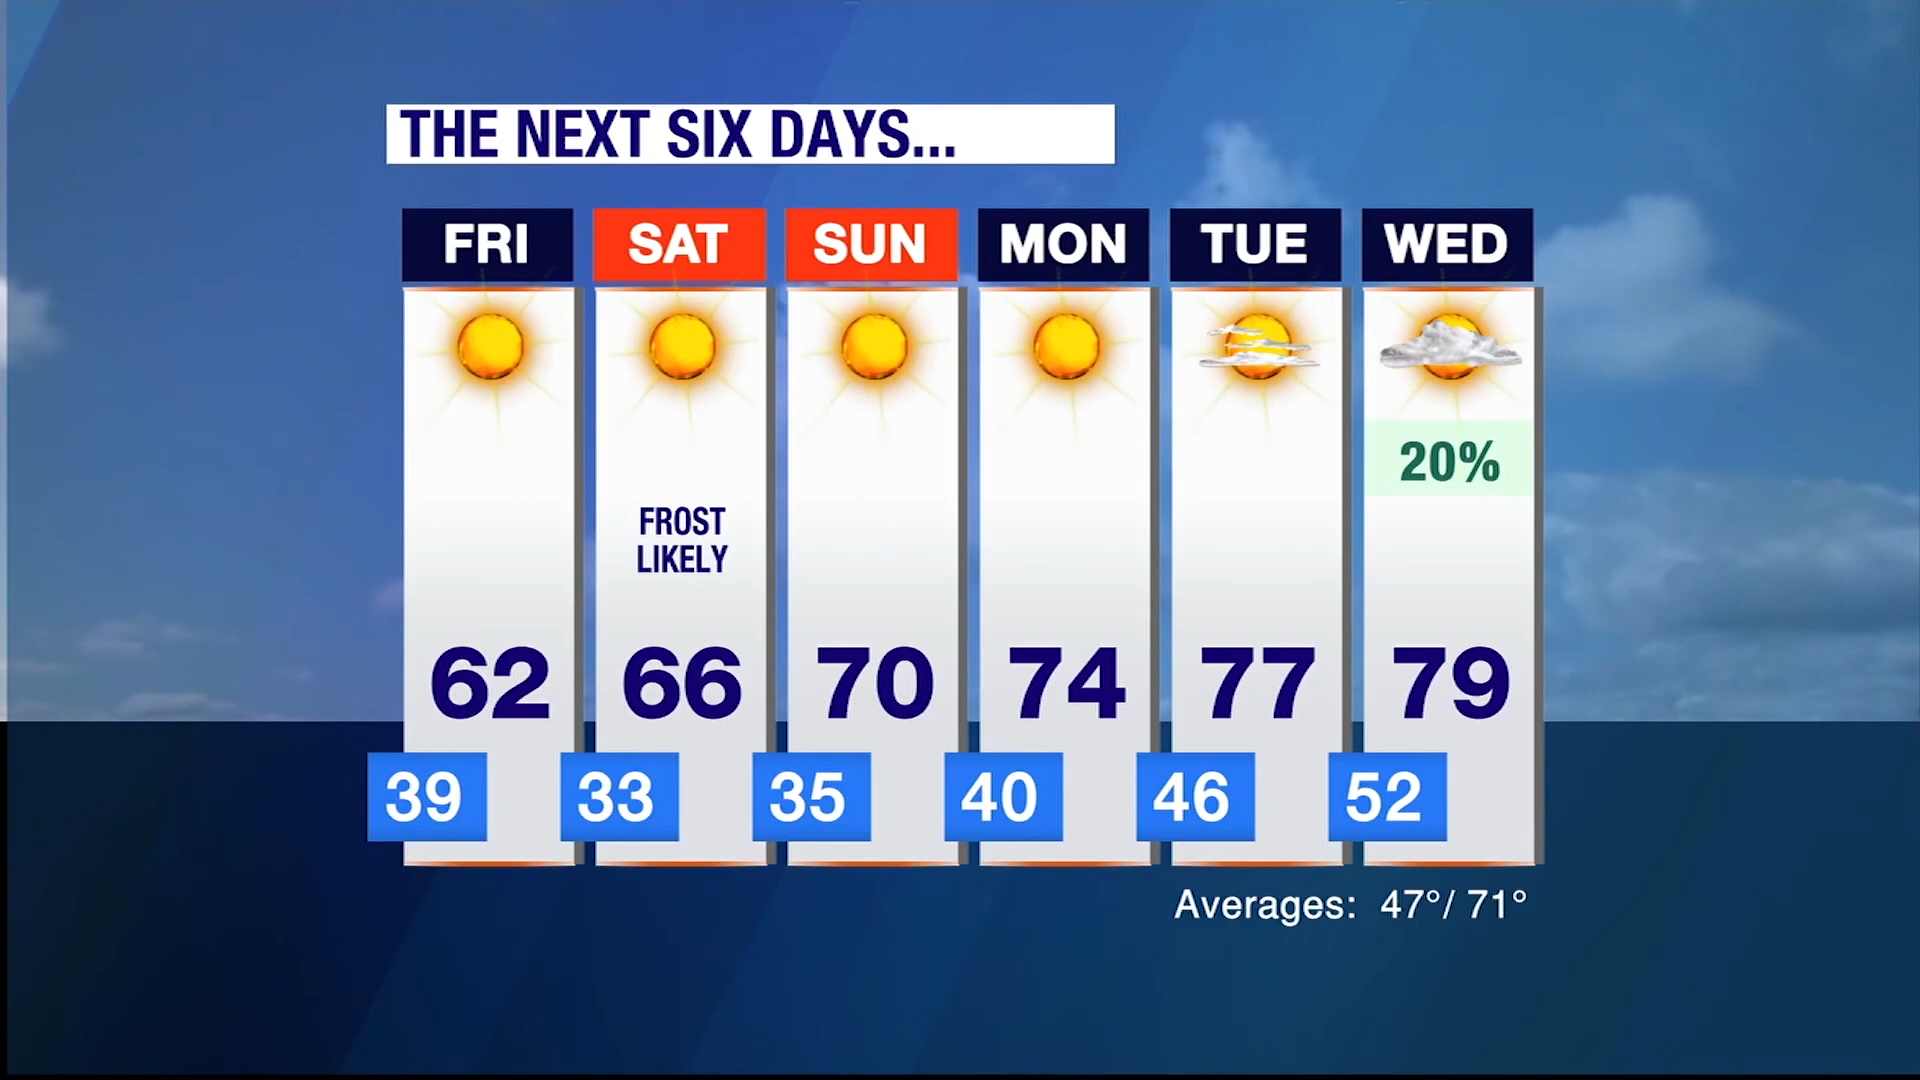 THE NEXT SIX DAYS...
FRI SAT SUN MON TUE WED
20%
FROST
LIKELY
62 66 70 74 77 79
39 33 35 40 46 52
Averages: 47°/ 71°